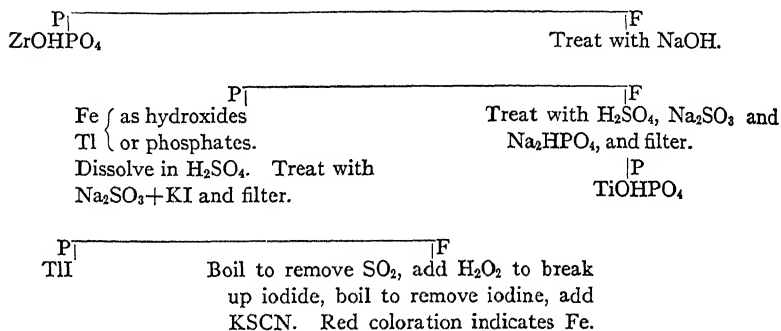 P F
ZrOHPO₄ Treat with NaOH.
P F
Fe { as hydroxides Treat with H₂SO₄, Na₂SO₃ and
Tl { or phosphates. Na₂HPO₄, and filter.
Dissolve in H₂SO₄. Treat with P
Na₂SO₃+KI and filter. TiOHPO₄
P F
TlI Boil to remove SO₂, add H₂O₂ to break
up iodide, boil to remove iodine, add
KSCN. Red coloration indicates Fe.